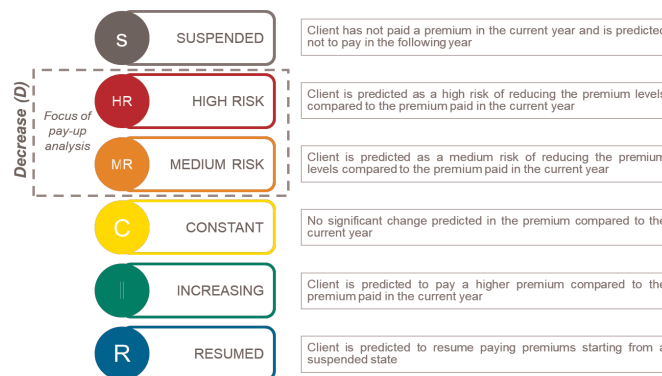 S SUSPENDED
Client has not paid a premium in the current year and is predicted
not to pay in the following year
Decrease (D)
Focus of
pay-up
analysis
HR HIGH RISK
Client is predicted as a high risk of reducing the premium levels
compared to the premium paid in the current year
MR MEDIUM RISK
Client is predicted as a medium risk of reducing the premium
levels compared to the premium paid in the current year
C CONSTANT
No significant change predicted in the premium compared to the
current year
I INCREASING
Client is predicted to pay a higher premium compared to the
premium paid in the current year
R RESUMED
Client is predicted to resume paying premiums starting from a
suspended state